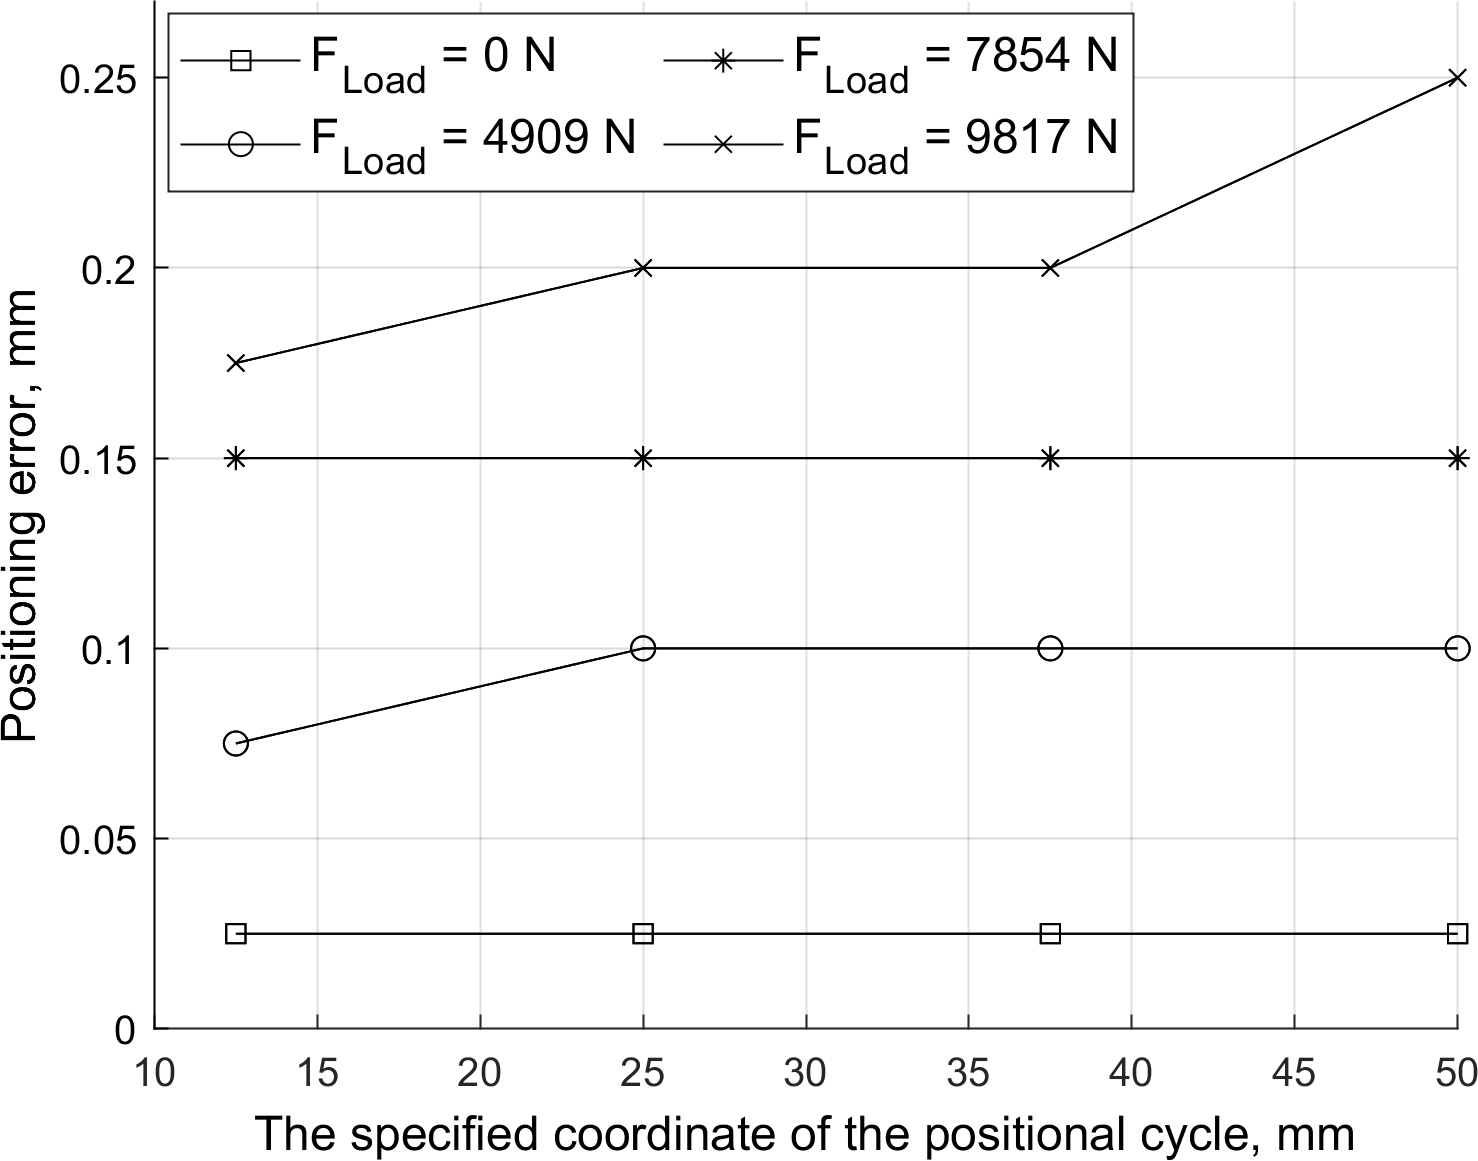 F_Load = 0 N
F_Load = 7854 N
F_Load = 4909 N
F_Load = 9817 N
0.25
0.2
0.15
0.1
0.05
0
10 15 20 25 30 35 40 45 50
Positioning error, mm
The specified coordinate of the positional cycle, mm